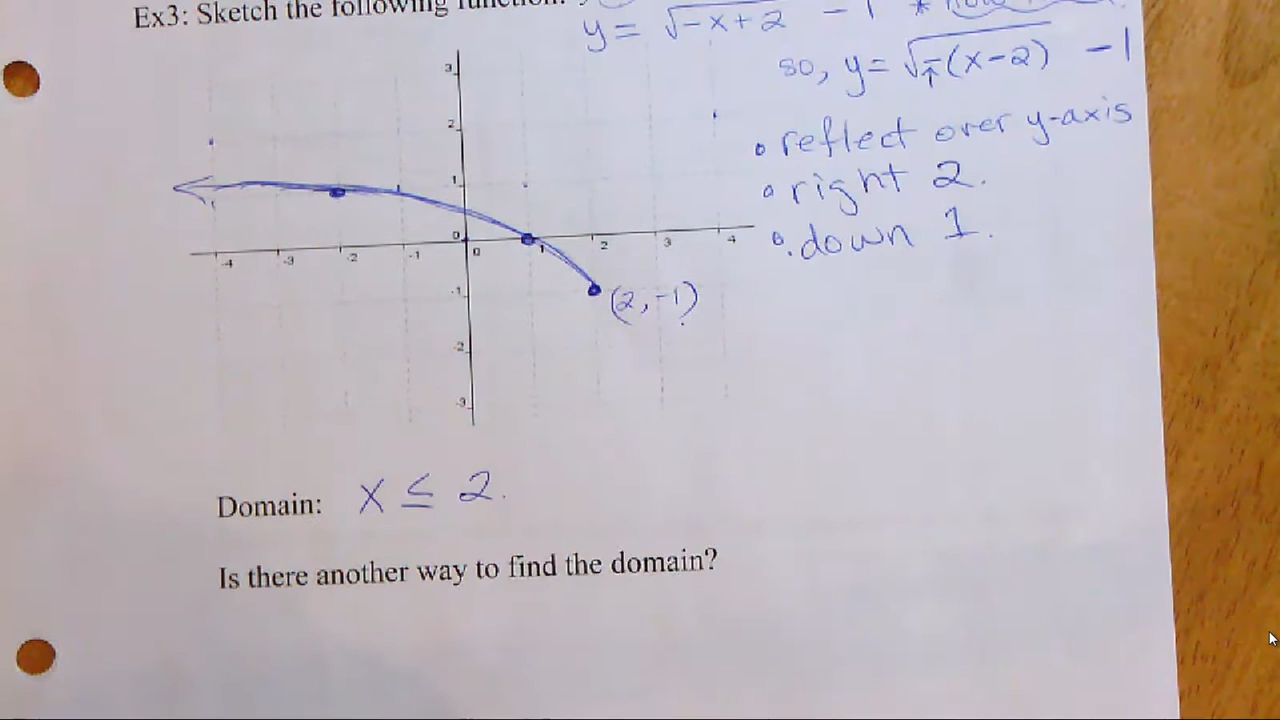 Ex3: Sketch the following function:
y = √-x+2 - 1 *
so, y = √-(x-2) - 1
• reflect over y-axis
• right 2.
• down 1.
3
2
1
0
-4 -3 -2 -1 0 1 2 3 4
-1
(2,-1)
-2
-3
Domain: x ≤ 2.
Is there another way to find the domain?